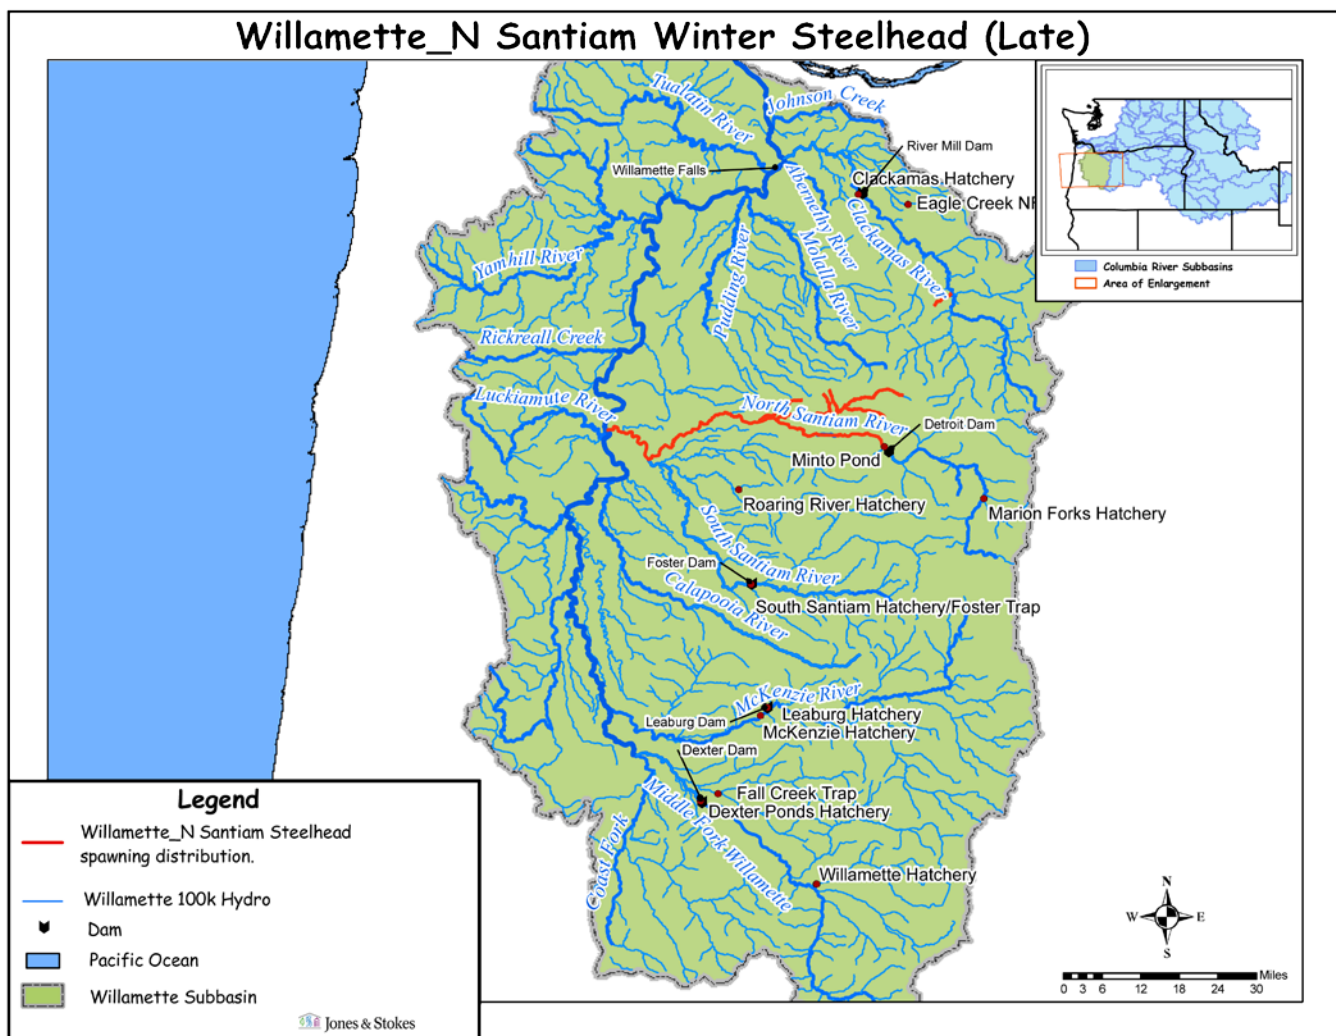 Willamette_N Santiam Winter Steelhead (Late)
Tualatin River
Johnson Creek
River Mill Dam
Willamette Falls
Clackamas Hatchery
Eagle Creek NF
Abernethy River
Clackamas River
Molalla River
Pudding River
Yamhill River
Rickreall Creek
Luckiamute River
North Santiam River
Detroit Dam
Minto Pond
Roaring River Hatchery
Marion Forks Hatchery
South Santiam River
Foster Dam
Calapooia River
South Santiam Hatchery/Foster Trap
McKenzie River
Leaburg Dam
Leaburg Hatchery
McKenzie Hatchery
Dexter Dam
Fall Creek Trap
Dexter Ponds Hatchery
Middle Fork Willamette
Coast Fork
Willamette Hatchery
Columbia River Subbasins
Area of Enlargement
Legend
Willamette_N Santiam Steelhead
spawning distribution.
Willamette 100k Hydro
Dam
Pacific Ocean
Willamette Subbasin
Jones & Stokes
N
W E
S
Miles
0 3 6 12 18 24 30